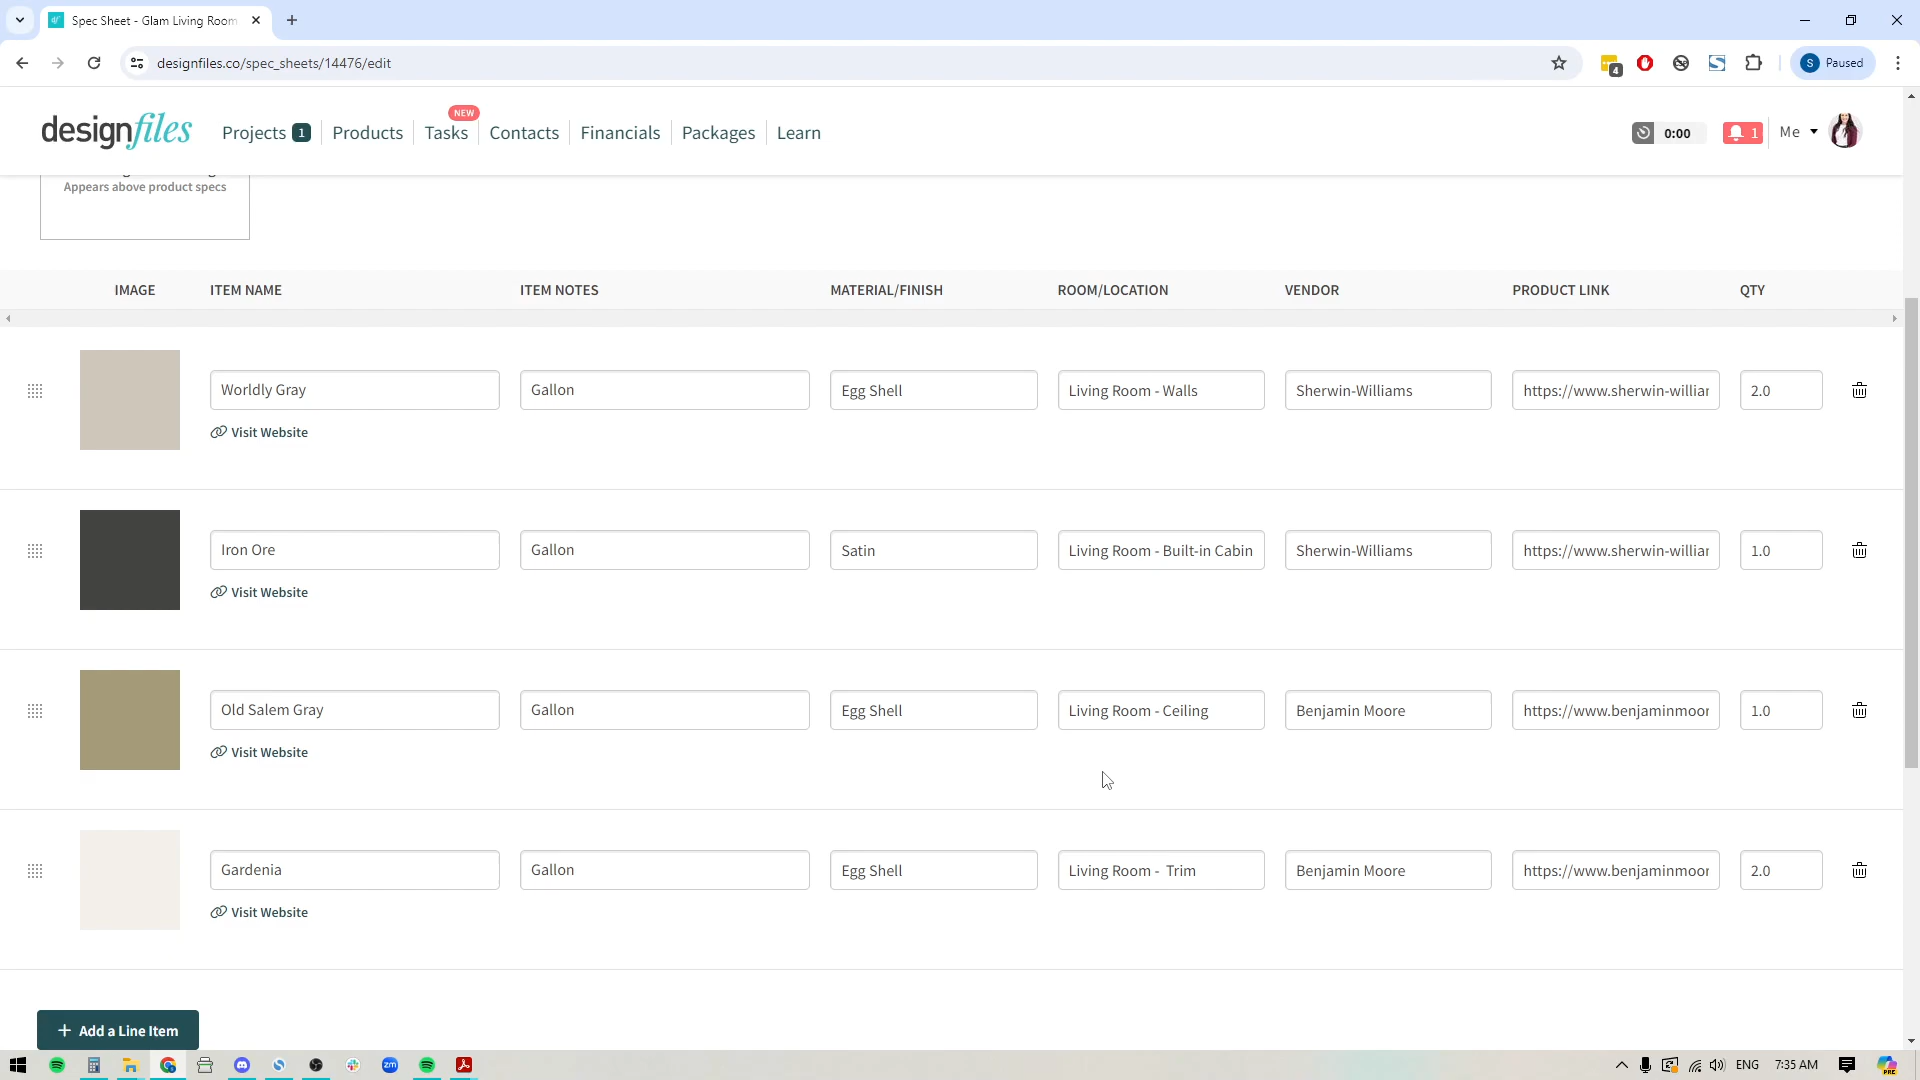 Spec Sheet - Glam Living Room
designfiles.co/spec_sheets/14476/edit
4
S Paused
designfiles
Projects 1
Products
Tasks
NEW
Contacts
Financials
Packages
Learn
0:00
1
Me
Appears above product specs
IMAGE ITEM NAME ITEM NOTES MATERIAL/FINISH ROOM/LOCATION VENDOR PRODUCT LINK QTY
Worldly Gray Gallon Egg Shell Living Room - Walls Sherwin-Williams https://www.sherwin-williar 2.0
Visit Website
Iron Ore Gallon Satin Living Room - Built-in Cabin Sherwin-Williams https://www.sherwin-williar 1.0
Visit Website
Old Salem Gray Gallon Egg Shell Living Room - Ceiling Benjamin Moore https://www.benjaminmoor 1.0
Visit Website
Gardenia Gallon Egg Shell Living Room - Trim Benjamin Moore https://www.benjaminmoor 2.0
Visit Website
+ Add a Line Item
zm
ENG 7:35 AM
PRE